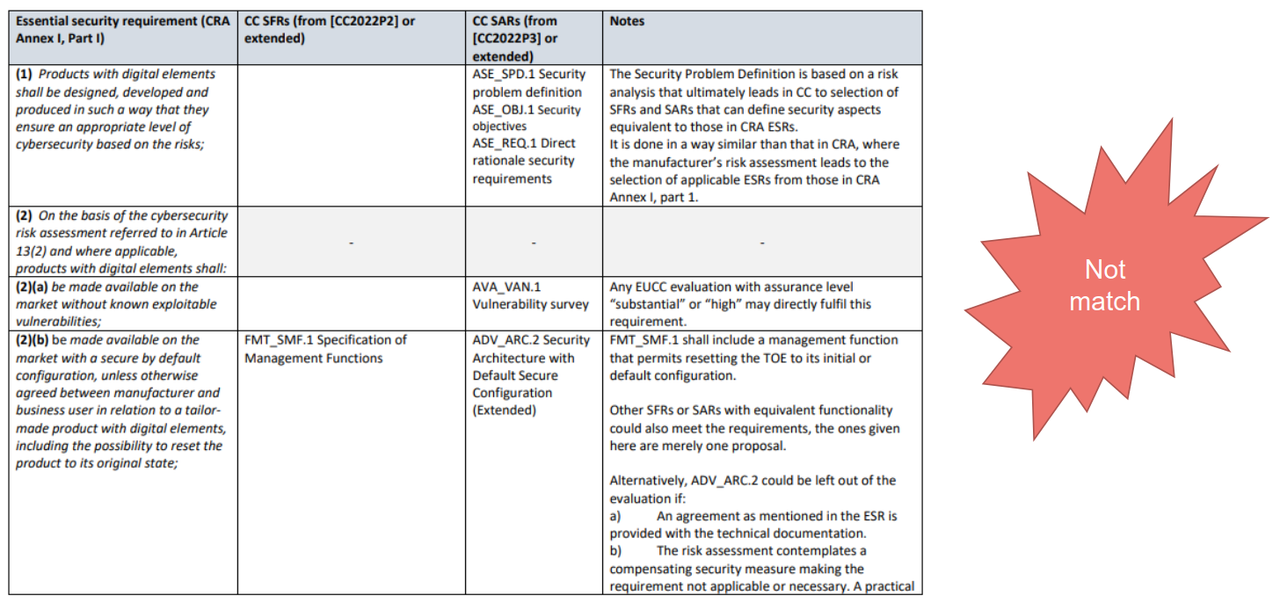 Essential security requirement (CRA
Annex I, Part I)
CC SFRs (from [CC2022P2] or
extended)
CC SARs (from
[CC2022P3] or
extended)
Notes
(1) Products with digital elements
shall be designed, developed and
produced in such a way that they
ensure an appropriate level of
cybersecurity based on the risks;
ASE_SPD.1 Security
problem definition
ASE_OBJ.1 Security
objectives
ASE_REQ.1 Direct
rationale security
requirements
The Security Problem Definition is based on a risk
analysis that ultimately leads in CC to selection of
SFRs and SARs that can define security aspects
equivalent to those in CRA ESRs.
It is done in a way similar than that in CRA, where
the manufacturer's risk assessment leads to the
selection of applicable ESRs from those in CRA
Annex I, part 1.
(2) On the basis of the cybersecurity
risk assessment referred to in Article
13(2) and where applicable,
products with digital elements shall:
-
-
-
(2)(a) be made available on the
market without known exploitable
vulnerabilities;
AVA_VAN.1
Vulnerability survey
Any EUCC evaluation with assurance level
“substantial” or “high” may directly fulfil this
requirement.
(2)(b) be made available on the
market with a secure by default
configuration, unless otherwise
agreed between manufacturer and
business user in relation to a tailor-
made product with digital elements,
including the possibility to reset the
product to its original state;
FMT_SMF.1 Specification of
Management Functions
ADV_ARC.2 Security
Architecture with
Default Secure
Configuration
(Extended)
FMT_SMF.1 shall include a management function
that permits resetting the TOE to its initial or
default configuration.
Other SFRs or SARs with equivalent functionality
could also meet the requirements, the ones given
here are merely one proposal.
Alternatively, ADV_ARC.2 could be left out of the
evaluation if:
a) An agreement as mentioned in the ESR is
provided with the technical documentation.
b) The risk assessment contemplates a
compensating security measure making the
requirement not applicable or necessary. A practical
Not
match